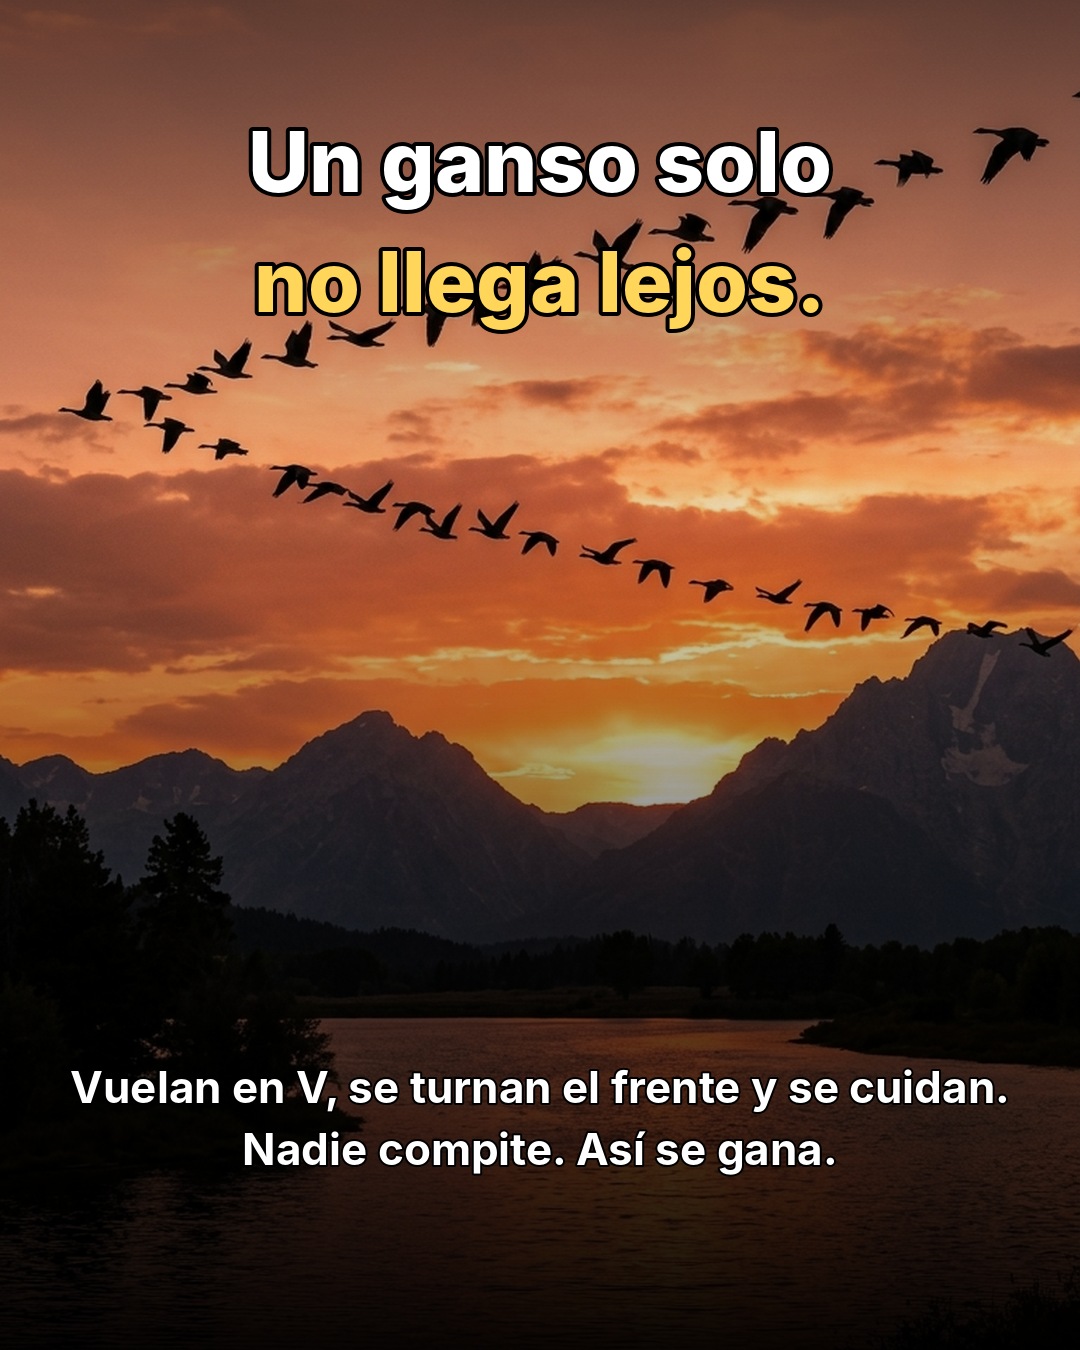 Un ganso solo
no llega lejos.
Vuelan en V, se turnan el frente y se cuidan.
Nadie compite. Así se gana.